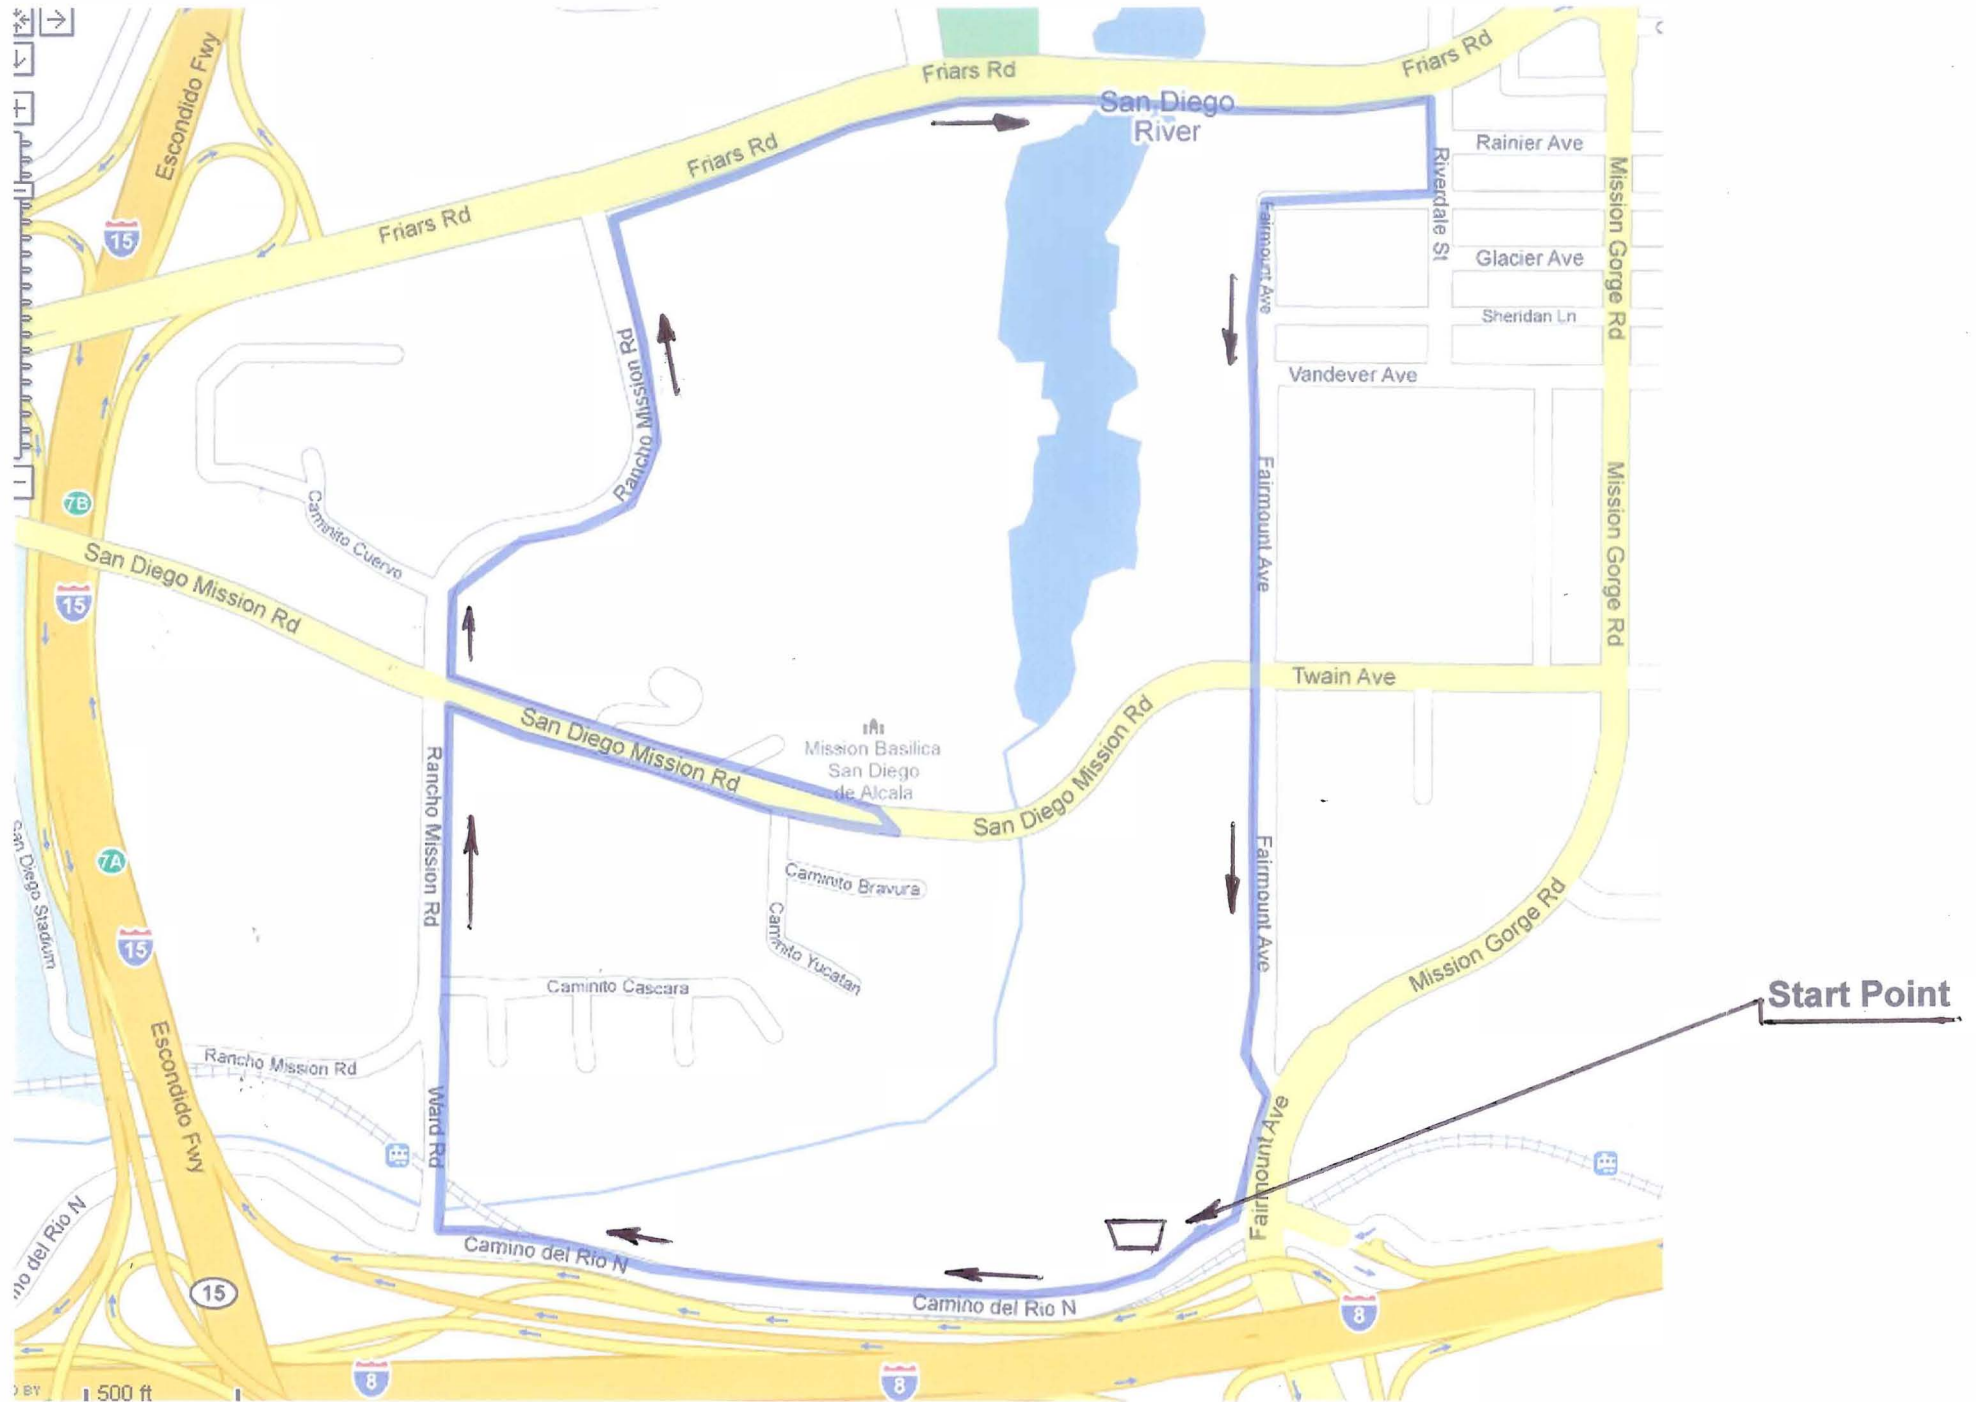 Escondido Fwy
Friars Rd
Friars Rd
Friars Rd
Friars Rd
San Diego
River
Rainier Ave
Riverdale St
Mission Gorge Rd
Fairmount Ave
Glacier Ave
Sheridan Ln
Vandever Ave
15
Rancho Mission Rd
7B
Caminito Cuervo
Fairmount Ave
Mission Gorge Rd
San Diego Mission Rd
15
Twain Ave
San Diego Mission Rd
Mission Basilica
San Diego
de Alcala
San Diego Mission Rd
Rancho Mission Rd
7A
San Diego Stadium
Caminito Bravura
Caminito Yucatan
Fairmount Ave
Mission Gorge Rd
15
Caminito Cascara
Start Point
Escondido Fwy
Rancho Mission Rd
Ward Rd
Fairmount Ave
del Rio N
Camino del Rio N
Camino del Rio N
15
8
8
8
BY
500 ft